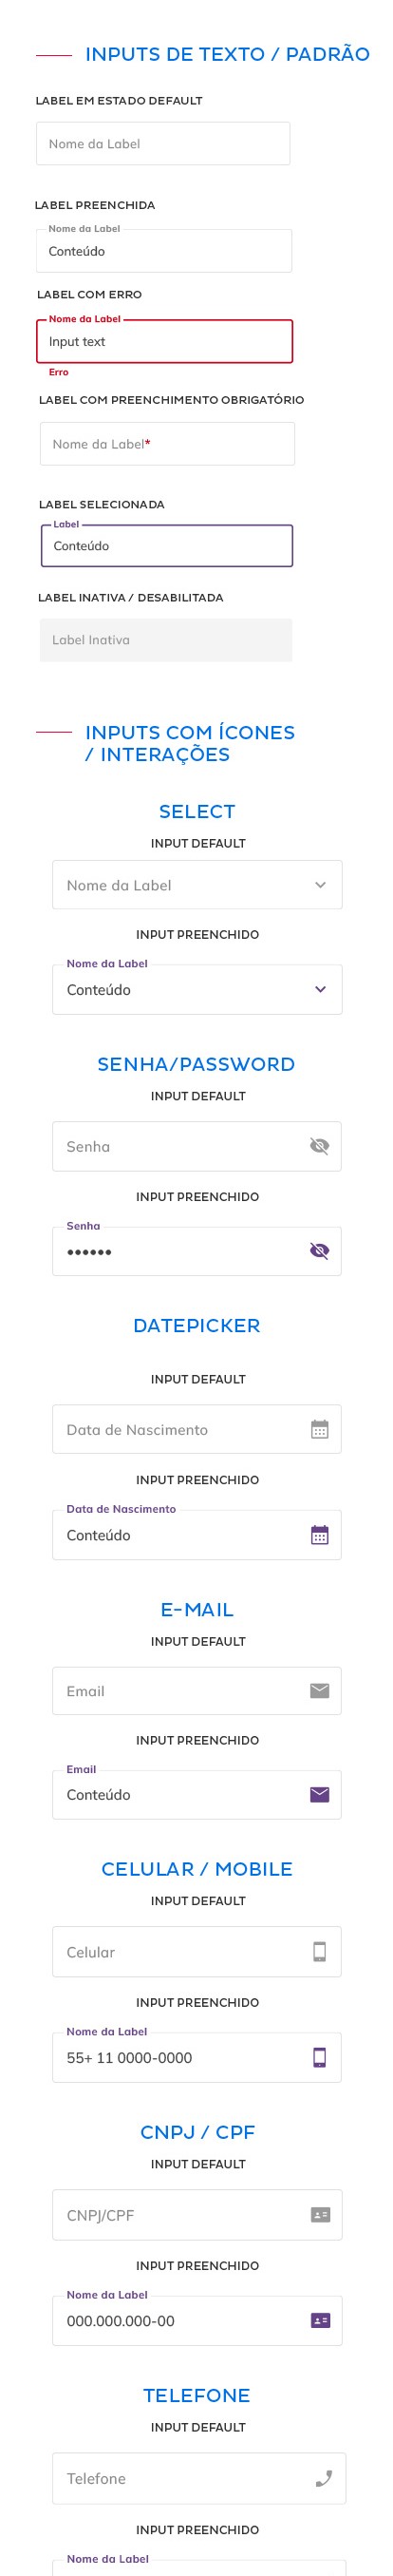 INPUTS DE TEXTO / PADRÃO
LABEL EM ESTADO DEFAULT
Nome da Label
LABEL PREENCHIDA
Nome da Label
Conteúdo
LABEL COM ERRO
Nome da Label
Input text
Erro
LABEL COM PREENCHIMENTO OBRIGATÓRIO
Nome da Label*
LABEL SELECIONADA
Label
Conteúdo
LABEL INATIVA / DESABILITADA
Label Inativa
INPUTS COM ÍCONES
/ INTERAÇÕES
SELECT
INPUT DEFAULT
Nome da Label
INPUT PREENCHIDO
Nome da Label
Conteúdo
SENHA/PASSWORD
INPUT DEFAULT
Senha
INPUT PREENCHIDO
Senha
••••••
DATEPICKER
INPUT DEFAULT
Data de Nascimento
INPUT PREENCHIDO
Data de Nascimento
Conteúdo
E-MAIL
INPUT DEFAULT
Email
INPUT PREENCHIDO
Email
Conteúdo
CELULAR / MOBILE
INPUT DEFAULT
Celular
INPUT PREENCHIDO
Nome da Label
55+ 11 0000-0000
CNPJ / CPF
INPUT DEFAULT
CNPJ/CPF
INPUT PREENCHIDO
Nome da Label
000.000.000-00
TELEFONE
INPUT DEFAULT
Telefone
INPUT PREENCHIDO
Nome da Label